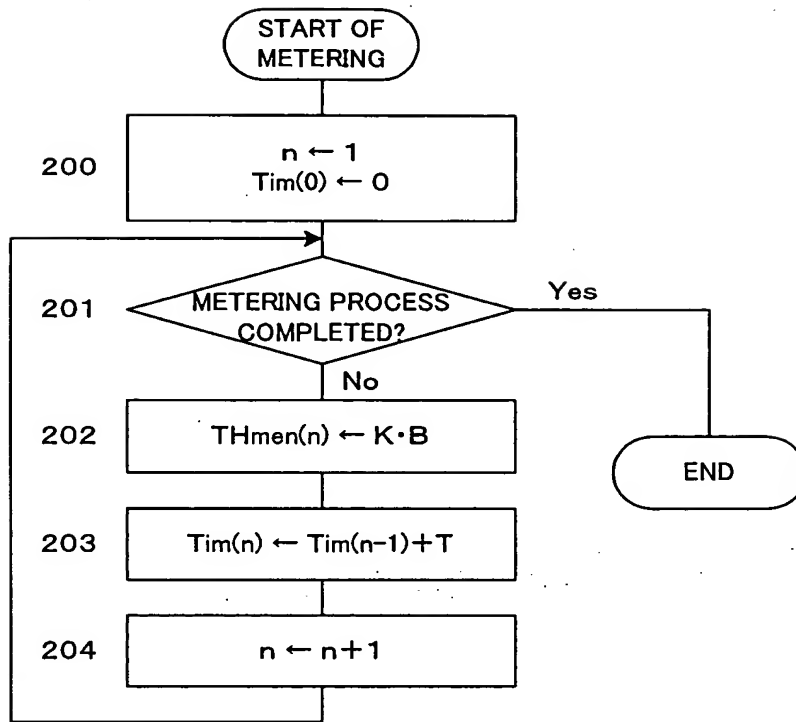 START OF
METERING
200
n ← 1
Tim(0) ← 0
201
METERING PROCESS
COMPLETED?
Yes
No
202
THmen(n) ← K·B
END
203
Tim(n) ← Tim(n-1)+T
204
n ← n+1